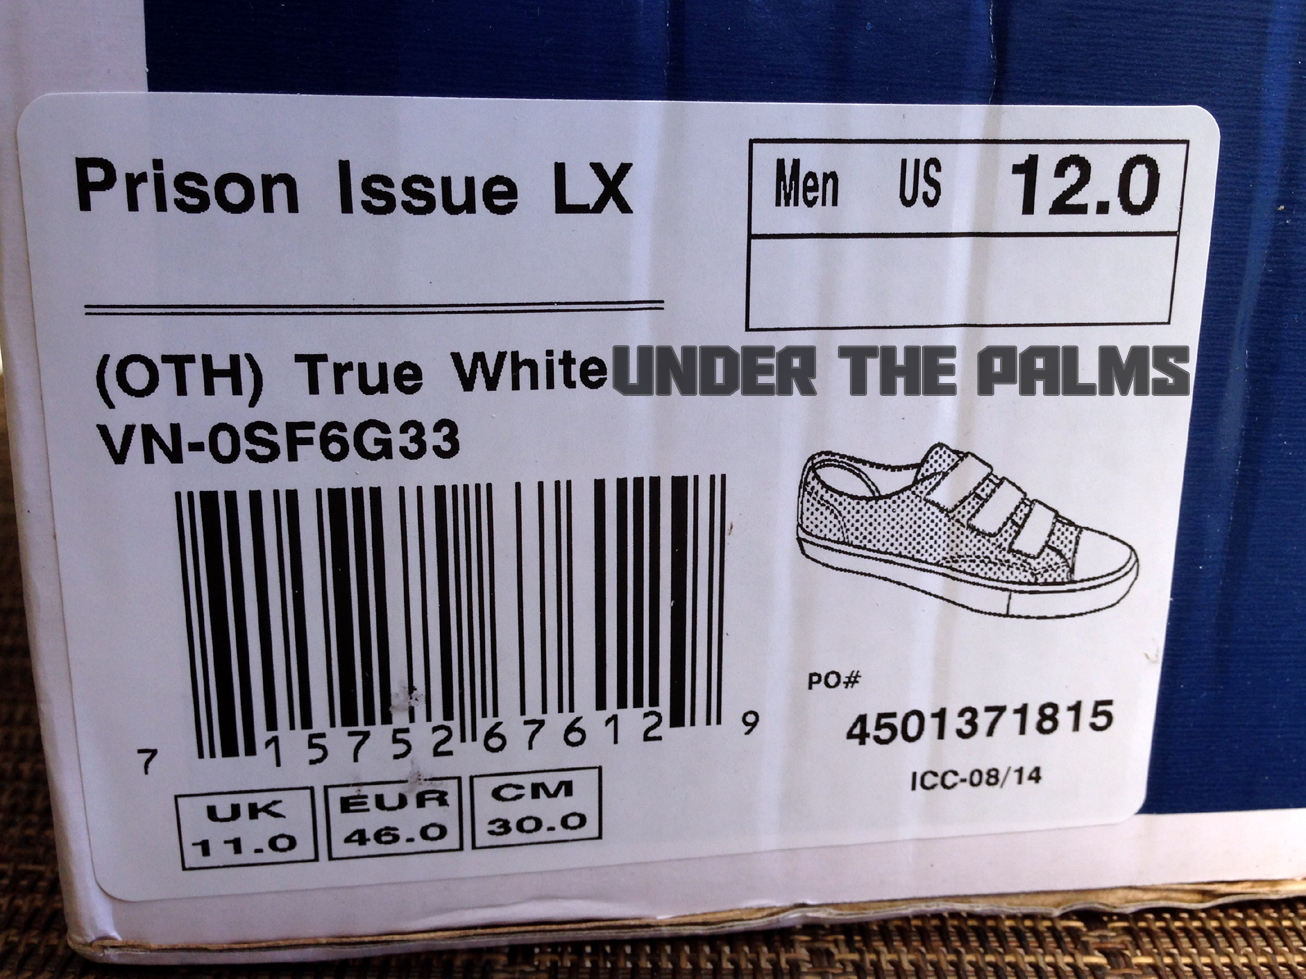 Prison Issue LX
Men US 12.0
(OTH) True White
UNDER THE PALMS
VN-0SF6G33
7 15752 67612 9
PO#
4501371815
ICC-08/14
UK
11.0
EUR
46.0
CM
30.0